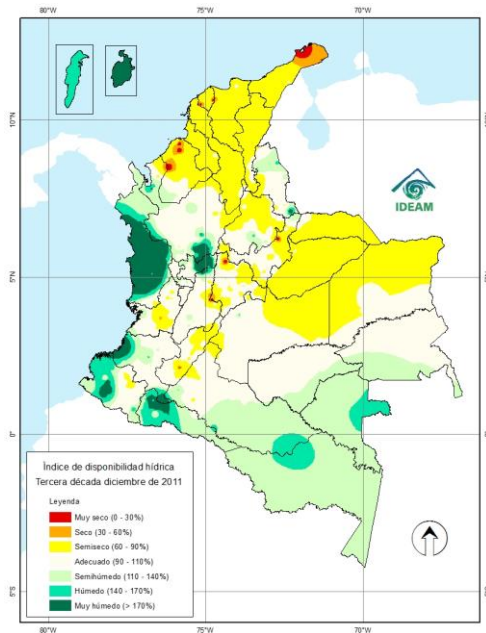 80°W 75°W 70°W
10°N
IDEAM
5°N
0°
Índice de disponibilidad hídrica
Tercera década diciembre de 2011
Leyenda
Muy seco (0 - 30%)
Seco (30 - 60%)
Semiseco (60 - 90%)
Adecuado (90 - 110%)
Semihúmedo (110 - 140%)
Húmedo (140 - 170%)
Muy húmedo (> 170%)
5°S
80°W 75°W 70°W